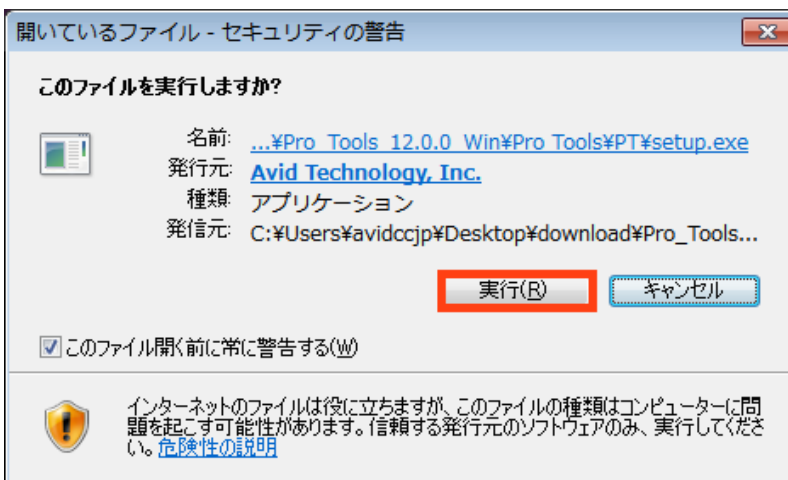 開いているファイル - セキュリティの警告
このファイルを実行しますか?
名前: ...¥Pro_Tools_12.0.0_Win¥Pro Tools¥PT¥setup.exe
発行元: Avid Technology, Inc.
種類: アプリケーション
発信元: C:¥Users¥avidccjp¥Desktop¥download¥Pro_Tools...
実行(R) キャンセル
このファイル開く前に常に警告する(W)
インターネットのファイルは役に立ちますが、このファイルの種類はコンピューターに問
題を起こす可能性があります。信頼する発行元のソフトウェアのみ、実行してくださ
い。危険性の説明